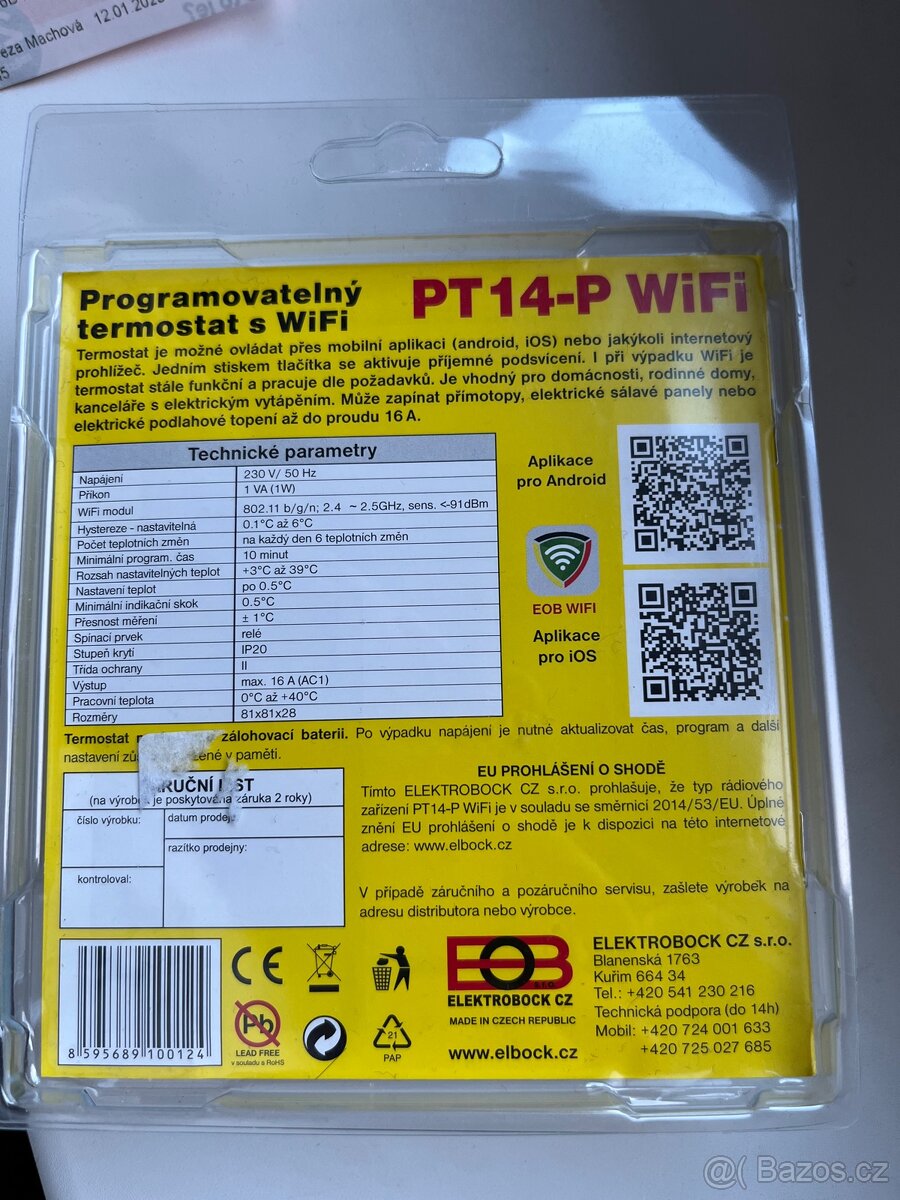 eza Machová 12.01
Programovatelný
termostat s WiFi
PT14-P WiFi
Termostat je možné ovládat přes mobilní aplikaci (android, iOS) nebo jakýkoli internetový
prohlížeč. Jedním stiskem tlačítka se aktivuje příjemné podsvícení. I při výpadku WiFi je
termostat stále funkční a pracuje dle požadavků. Je vhodný pro domácnosti, rodinné domy,
kanceláře s elektrickým vytápěním. Může zapínat přímotopy, elektrické sálavé panely nebo
elektrické podlahové topení až do proudu 16 A.
Technické parametry
Napájení 230 V/ 50 Hz
Příkon 1 VA (1W)
WiFi modul 802.11 b/g/n; 2.4 ~ 2.5GHz, sens. <-91dBm
Hystereze - nastavitelná 0.1°C až 6°C
Počet teplotních změn na každý den 6 teplotních změn
Minimální program. čas 10 minut
Rozsah nastavitelných teplot +3°C až 39°C
Nastavení teplot po 0.5°C
Minimální indikační skok 0.5°C
Přesnost měření ± 1°C
Spínací prvek relé
Stupeň krytí IP20
Třída ochrany II
Výstup max. 16 A (AC1)
Pracovní teplota 0°C až +40°C
Rozměry 81x81x28
Aplikace
pro Android
EOB WIFI
Aplikace
pro iOS
Termostat zálohovací baterii. Po výpadku napájení je nutné aktualizovat čas, program a další
nastavení v paměti.
RUČNÍ LIST
(na výrobek je poskytována záruka 2 roky)
číslo výrobku:
datum prodeje
razítko prodejny:
kontroloval:
EU PROHLÁŠENÍ O SHODĚ
Tímto ELEKTROBOCK CZ s.r.o. prohlašuje, že typ rádiového
zařízení PT14-P WiFi je v souladu se směrnicí 2014/53/EU. Úplné
znění EU prohlášení o shodě je k dispozici na této internetové
adrese: www.elbock.cz
V případě záručního a pozáručního servisu, zašlete výrobek na
adresu distributora nebo výrobce.
8 595689 100124
CE
Pb
LEAD FREE
v souladu s RoHS
21
PAP
EOB
s.r.o.
ELEKTROBOCK CZ
MADE IN CZECH REPUBLIC
www.elbock.cz
ELEKTROBOCK CZ s.r.o.
Blanenská 1763
Kuřim 664 34
Tel.: +420 541 230 216
Technická podpora (do 14h)
Mobil: +420 724 001 633
+420 725 027 685
@( Bazos.cz